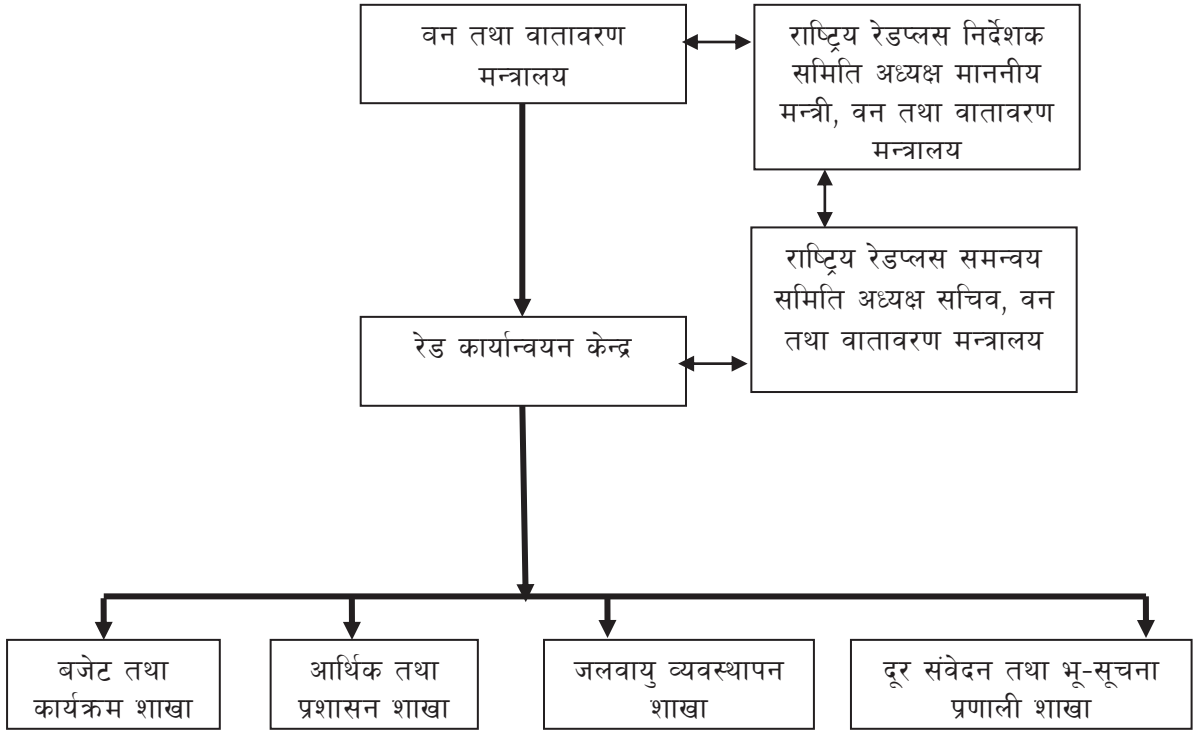 वन तथा वातावरण
मन्त्रालय
राष्ट्रिय रेडप्लस निर्देशक
समिति अध्यक्ष माननीय
मन्त्री, वन तथा वातावरण
मन्त्रालय
राष्ट्रिय रेडप्लस समन्वय
समिति अध्यक्ष सचिव, वन
तथा वातावरण मन्त्रालय
रेड कार्यान्वयन केन्द्र
बजेट तथा
कार्यक्रम शाखा
आर्थिक तथा
प्रशासन शाखा
जलवायु व्यवस्थापन
शाखा
दूर संवेदन तथा भू-सूचना
प्रणाली शाखा